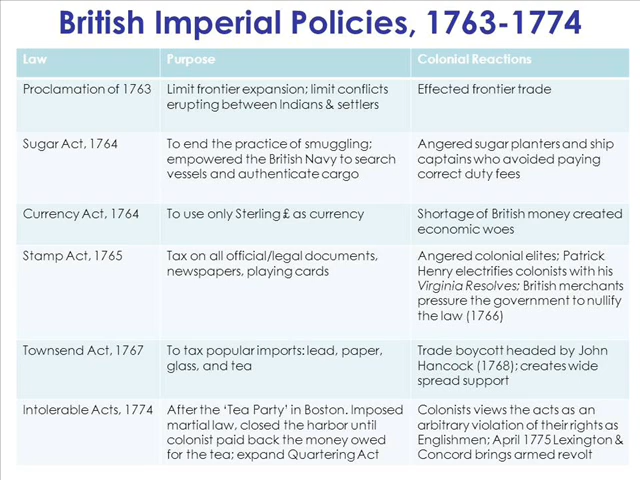 British Imperial Policies, 1763-1774
Law
Purpose
Colonial Reactions
Proclamation of 1763
Limit frontier expansion; limit conflicts
erupting between Indians & settlers
Effected frontier trade
Sugar Act, 1764
To end the practice of smuggling;
empowered the British Navy to search
vessels and authenticate cargo
Angered sugar planters and ship
captains who avoided paying
correct duty fees
Currency Act, 1764
To use only Sterling £ as currency
Shortage of British money created
economic woes
Stamp Act, 1765
Tax on all official/legal documents,
newspapers, playing cards
Angered colonial elites; Patrick
Henry electrifies colonists with his
Virginia Resolves; British merchants
pressure the government to nullify
the law (1766)
Townsend Act, 1767
To tax popular imports: lead, paper,
glass, and tea
Trade boycott headed by John
Hancock (1768); creates wide
spread support
Intolerable Acts, 1774
After the ‘Tea Party’ in Boston. Imposed
martial law, closed the harbor until
colonist paid back the money owed
for the tea; expand Quartering Act
Colonists views the acts as an
arbitrary violation of their rights as
Englishmen; April 1775 Lexington &
Concord brings armed revolt